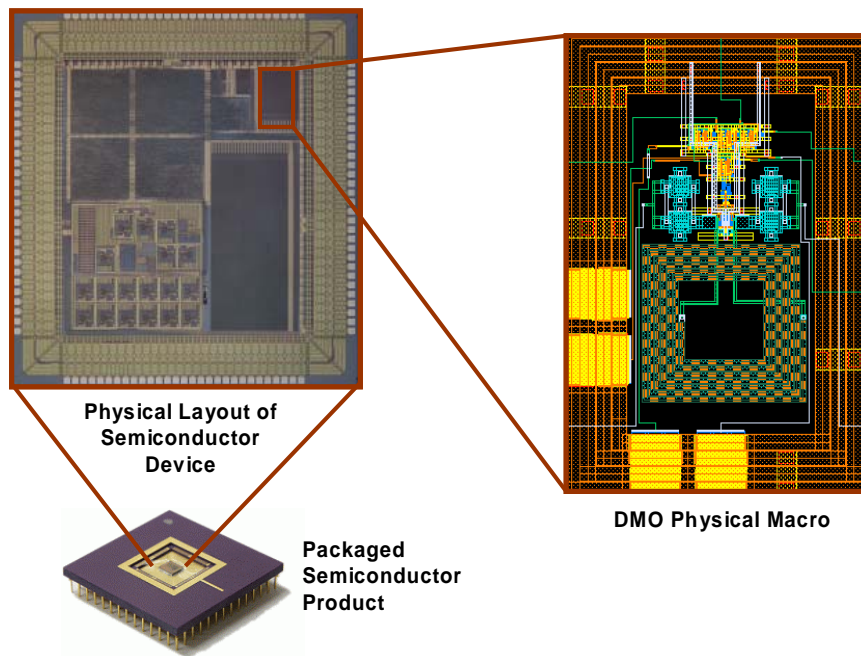 Physical Layout of
Semiconductor
Device
DMO Physical Macro
Packaged
Semiconductor
Product